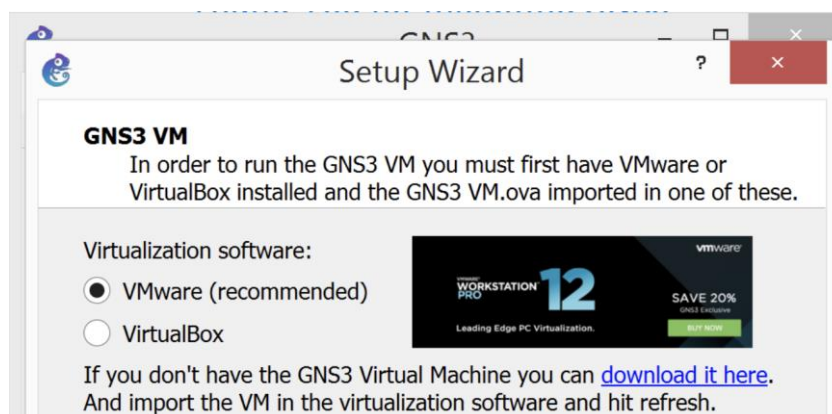 GNS3
Setup Wizard
?
GNS3 VM
In order to run the GNS3 VM you must first have VMware or
VirtualBox installed and the GNS3 VM.ova imported in one of these.
Virtualization software:
VMware (recommended)
VirtualBox
vmware
VMWARE
WORKSTATION 12
PRO
Leading Edge PC Virtualization.
SAVE 20%
GNS3 Exclusive
BUY NOW
If you don't have the GNS3 Virtual Machine you can download it here.
And import the VM in the virtualization software and hit refresh.